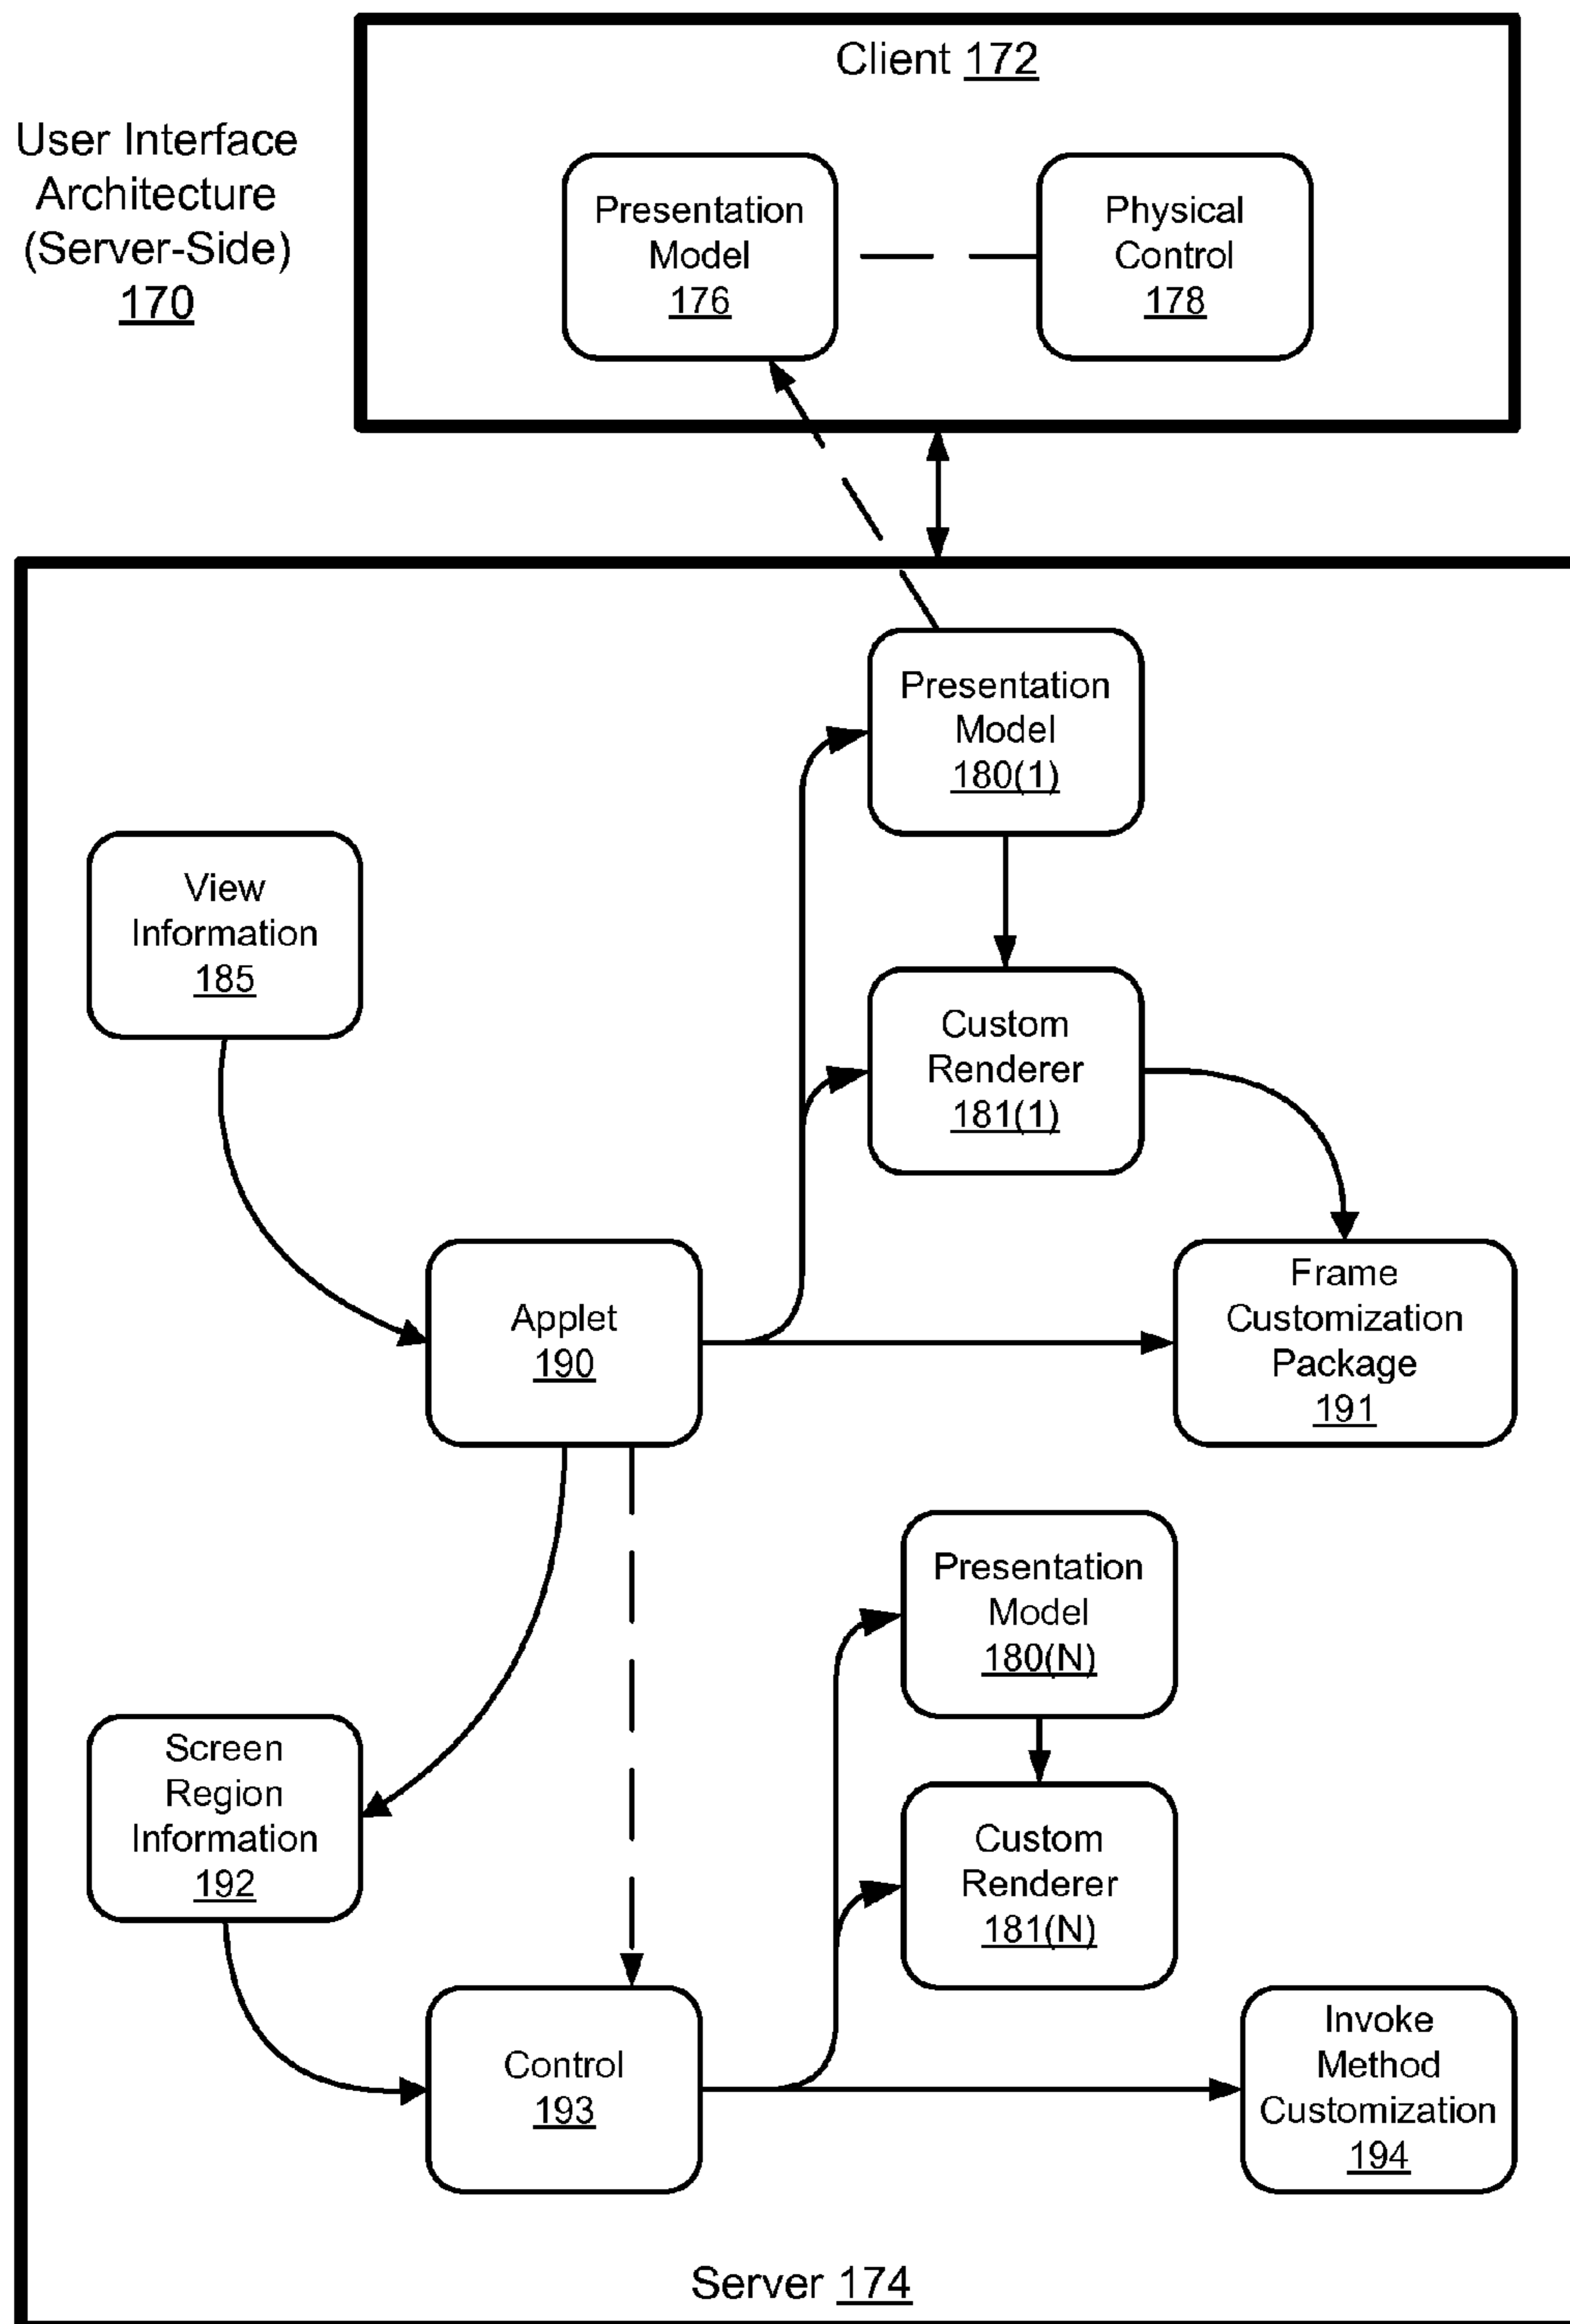 Client 172
User Interface
Architecture
(Server-Side)
170
Presentation
Model
176
Physical
Control
178
Presentation
Model
180(1)
View
Information
185
Custom
Renderer
181(1)
Applet
190
Frame
Customization
Package
191
Presentation
Model
180(N)
Screen
Region
Information
192
Custom
Renderer
181(N)
Control
193
Invoke
Method
Customization
194
Server 174